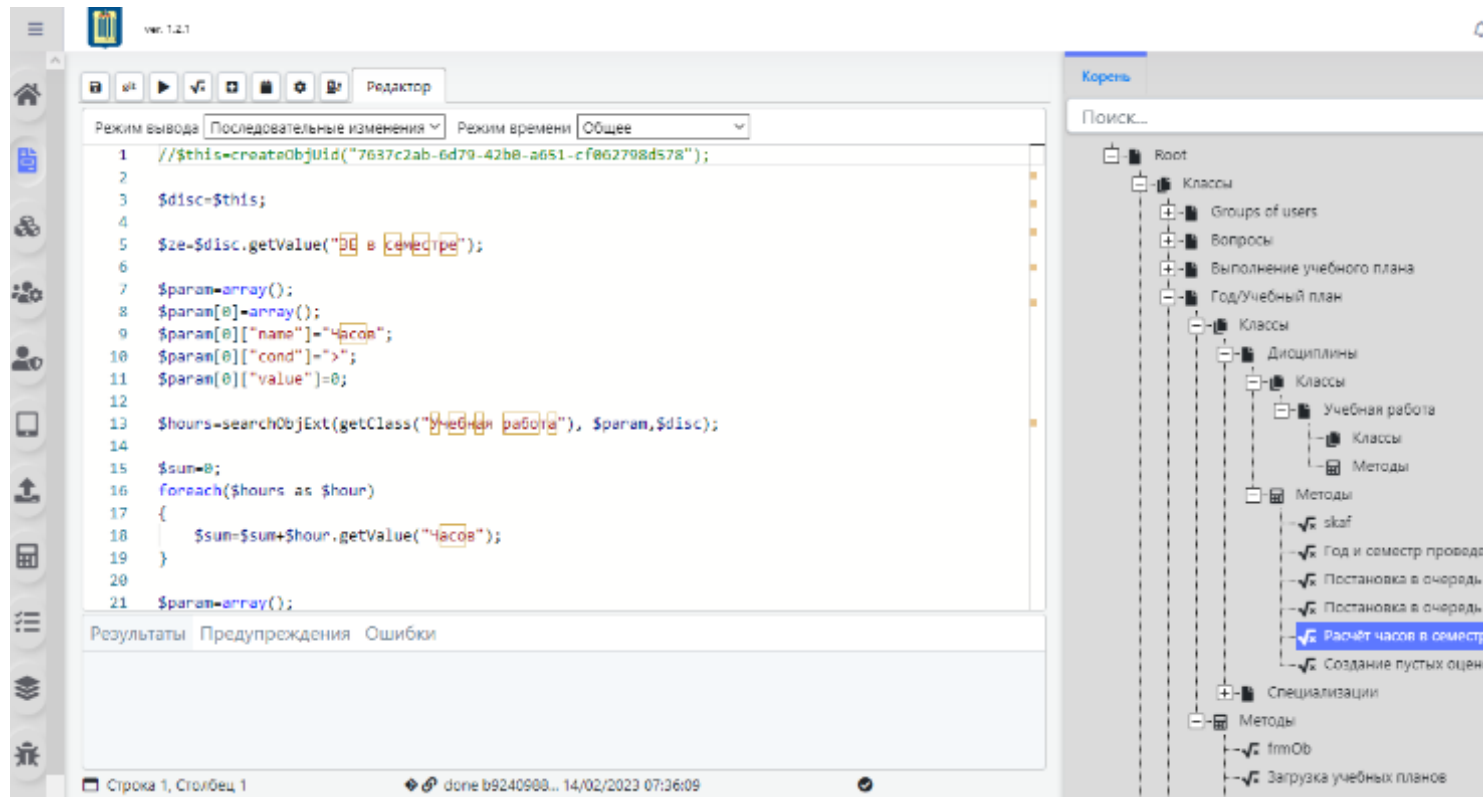 ver. 1.2.1
Редактор
Режим вывода Последовательные изменения Режим времени Общее
1 //$this=createObjUid("7637c2ab-6d79-42b0-a651-cf062798d578");
2
3 $disc=$this;
4
5 $ze=$disc.getValue("ЗЕ в семестре");
6
7 $param=array();
8 $param[0]=array();
9 $param[0]["name"]="Часов";
10 $param[0]["cond"]=">";
11 $param[0]["value"]=0;
12
13 $hours=searchObjExt(getClass("Учебная работа"), $param,$disc);
14
15 $sum=0;
16 foreach($hours as $hour)
17 {
18 $sum=$sum+$hour.getValue("Часов");
19 }
20
21 $param=array();
Результаты Предупреждения Ошибки
Строка 1, Столбец 1 done b9240988... 14/02/2023 07:36:09
Корень
Поиск...
Root
Классы
Groups of users
Вопросы
Выполнение учебного плана
Год/Учебный план
Классы
Дисциплины
Классы
Учебная работа
Классы
Методы
Методы
skaf
Год и семестр проведе
Постановка в очередь
Постановка в очередь
Расчёт часов в семестр
Создание пустых оцен
Специализации
Методы
frmOb
Загрузка учебных планов